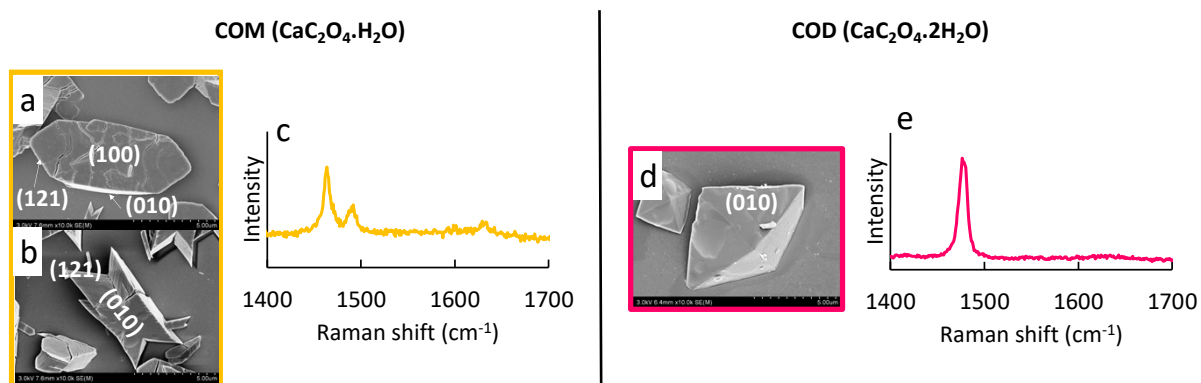 COM (CaC₂O₄.H₂O)
COD (CaC₂O₄.2H₂O)
a
(100)
(121)
(010)
3.0kV 7.6mm x10.0k SE(M)
5.00um
b
(121)
(010)
3.0kV 7.6mm x10.0k SE(M)
5.00um
c
Intensity
1400 1500 1600 1700
Raman shift (cm⁻¹)
d
(010)
3.0kV 6.4mm x10.0k SE(M)
5.00um
e
Intensity
1400 1500 1600 1700
Raman shift (cm⁻¹)